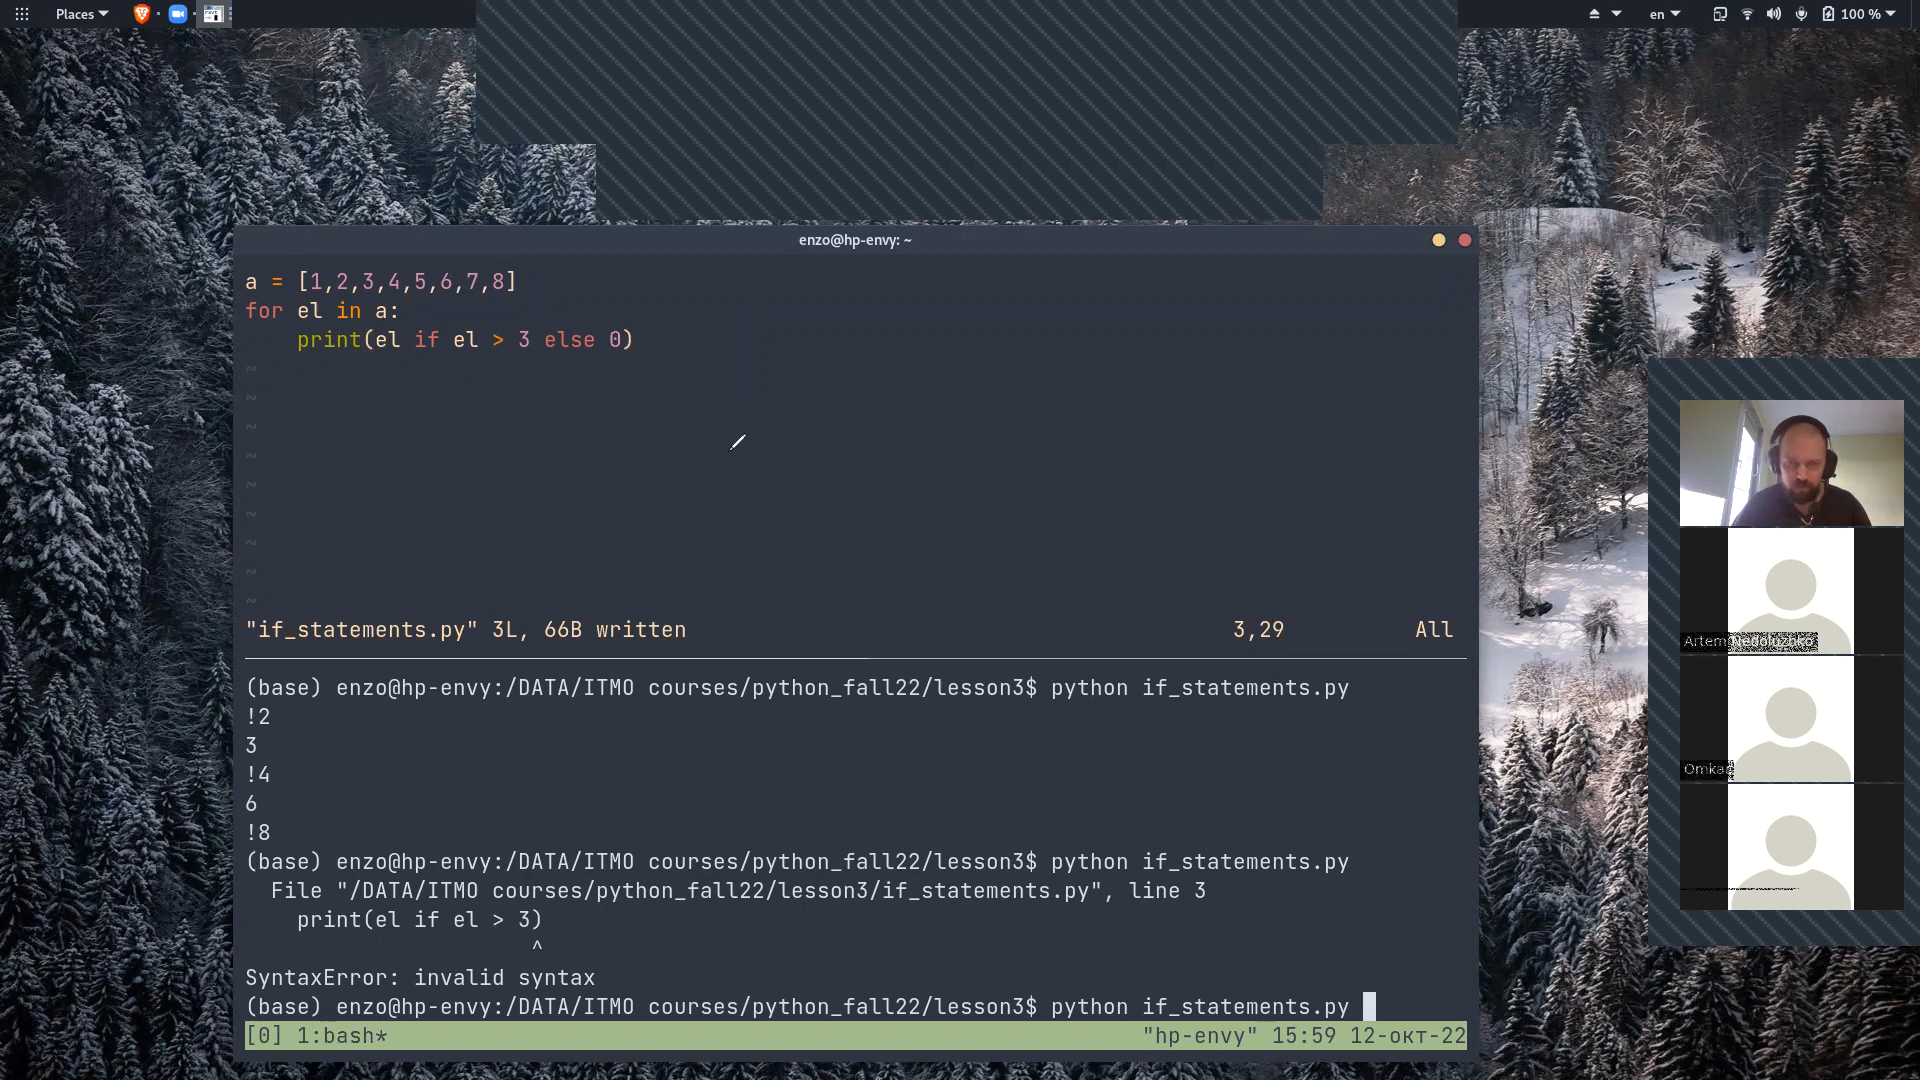 Places
en
100 %
enzo@hp-envy: ~
a = [1,2,3,4,5,6,7,8]
for el in a:
    print(el if el > 3 else 0)
~
~
~
~
~
~
~
~
~
"if_statements.py" 3L, 66B written 3,29 All
(base) enzo@hp-envy:/DATA/ITMO courses/python_fall22/lesson3$ python if_statements.py
!2
3
!4
6
!8
(base) enzo@hp-envy:/DATA/ITMO courses/python_fall22/lesson3$ python if_statements.py
  File "/DATA/ITMO courses/python_fall22/lesson3/if_statements.py", line 3
    print(el if el > 3)
                      ^
SyntaxError: invalid syntax
(base) enzo@hp-envy:/DATA/ITMO courses/python_fall22/lesson3$ python if_statements.py
[0] 1:bash* "hp-envy" 15:59 12-окт-22
Artem Nedoluzhko
Omkar